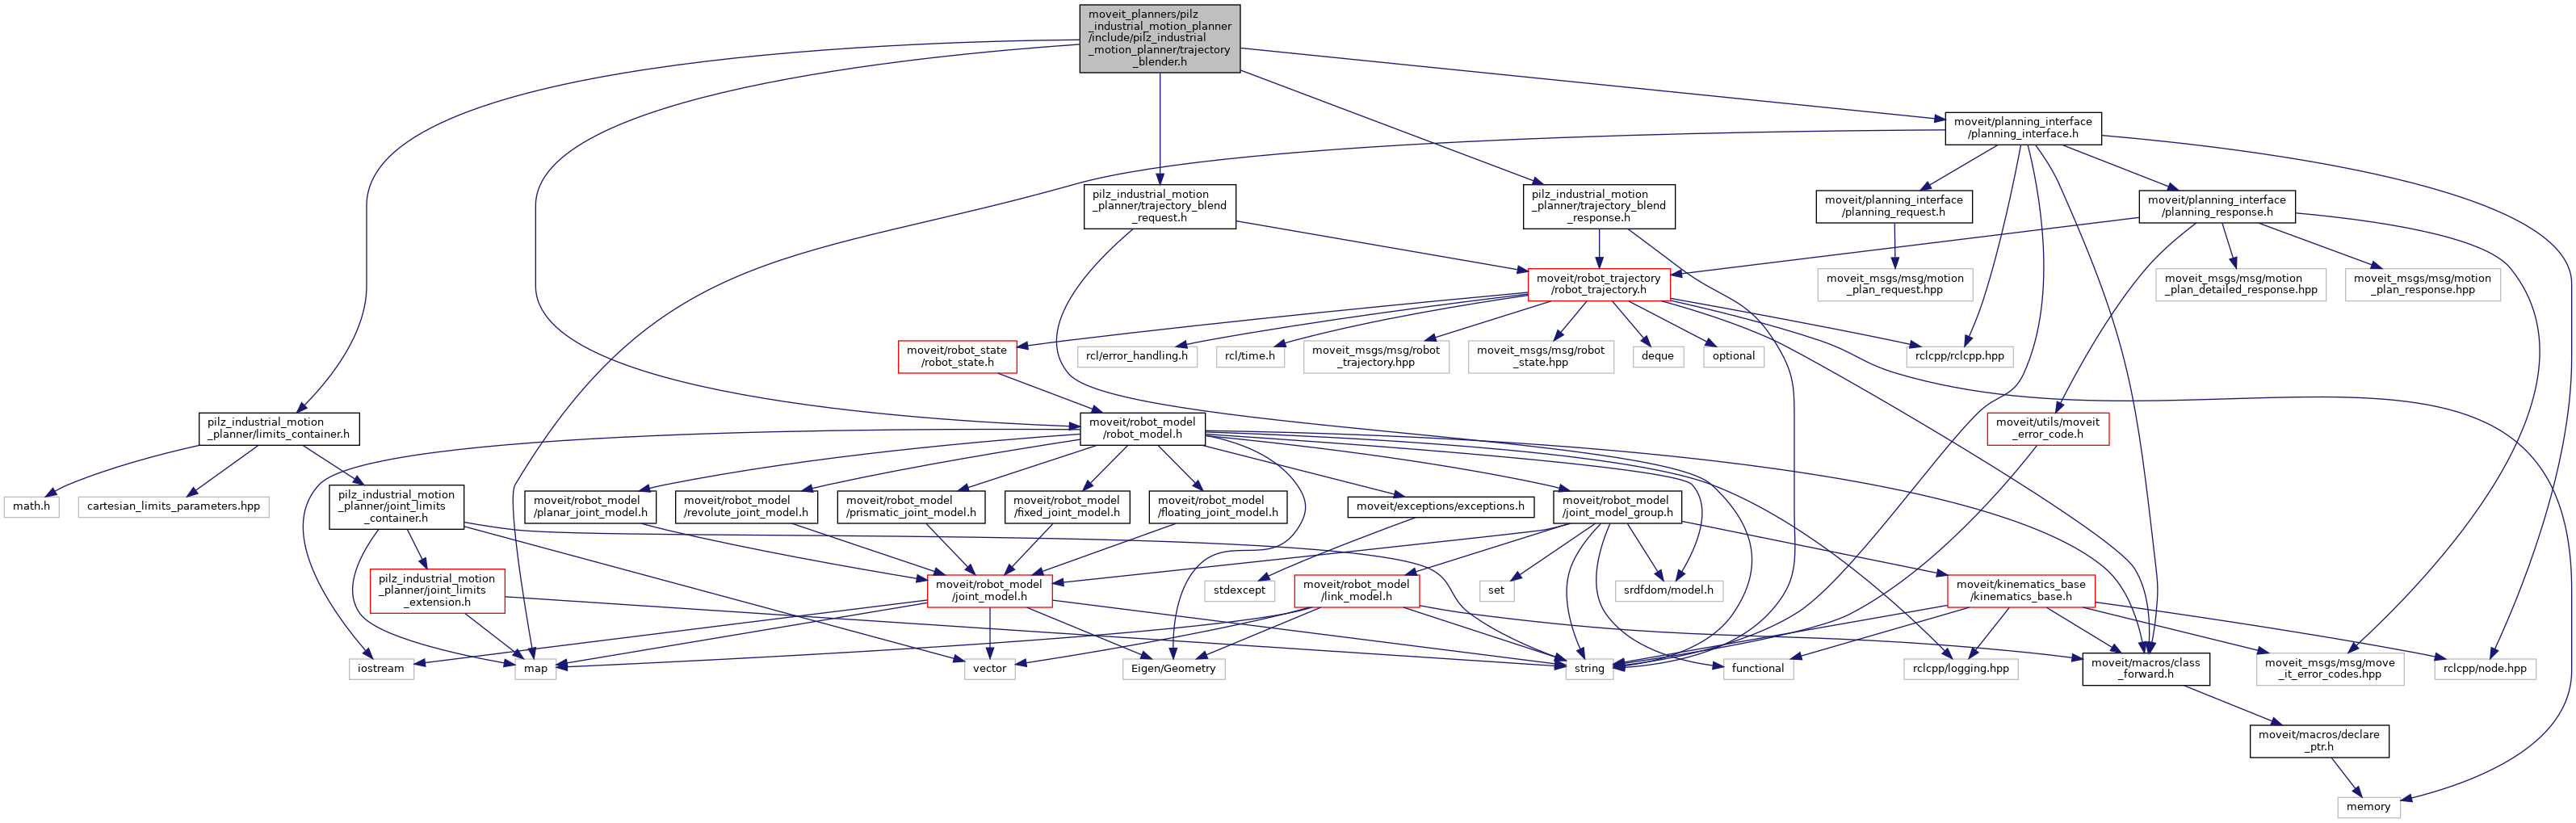 moveit_planners/pilz
_industrial_motion_planner
/include/pilz_industrial
_motion_planner/trajectory
_blender.h
moveit/planning_interface
/planning_interface.h
pilz_industrial_motion
_planner/trajectory_blend
_request.h
pilz_industrial_motion
_planner/trajectory_blend
_response.h
moveit/planning_interface
/planning_request.h
moveit/planning_interface
/planning_response.h
moveit/robot_trajectory
/robot_trajectory.h
moveit_msgs/msg/motion
_plan_request.hpp
moveit_msgs/msg/motion
_plan_detailed_response.hpp
moveit_msgs/msg/motion
_plan_response.hpp
moveit/robot_state
/robot_state.h
rcl/error_handling.h
rcl/time.h
moveit_msgs/msg/robot
_trajectory.hpp
moveit_msgs/msg/robot
_state.hpp
deque
optional
rclcpp/rclcpp.hpp
pilz_industrial_motion
_planner/limits_container.h
moveit/robot_model
/robot_model.h
moveit/utils/moveit
_error_code.h
math.h
cartesian_limits_parameters.hpp
pilz_industrial_motion
_planner/joint_limits
_container.h
moveit/robot_model
/planar_joint_model.h
moveit/robot_model
/revolute_joint_model.h
moveit/robot_model
/prismatic_joint_model.h
moveit/robot_model
/fixed_joint_model.h
moveit/robot_model
/floating_joint_model.h
moveit/exceptions/exceptions.h
moveit/robot_model
/joint_model_group.h
pilz_industrial_motion
_planner/joint_limits
_extension.h
moveit/robot_model
/joint_model.h
stdexcept
moveit/robot_model
/link_model.h
set
srdfdom/model.h
moveit/kinematics_base
/kinematics_base.h
iostream
map
vector
Eigen/Geometry
string
functional
rclcpp/logging.hpp
moveit/macros/class
_forward.h
moveit_msgs/msg/move
_it_error_codes.hpp
rclcpp/node.hpp
moveit/macros/declare
_ptr.h
memory